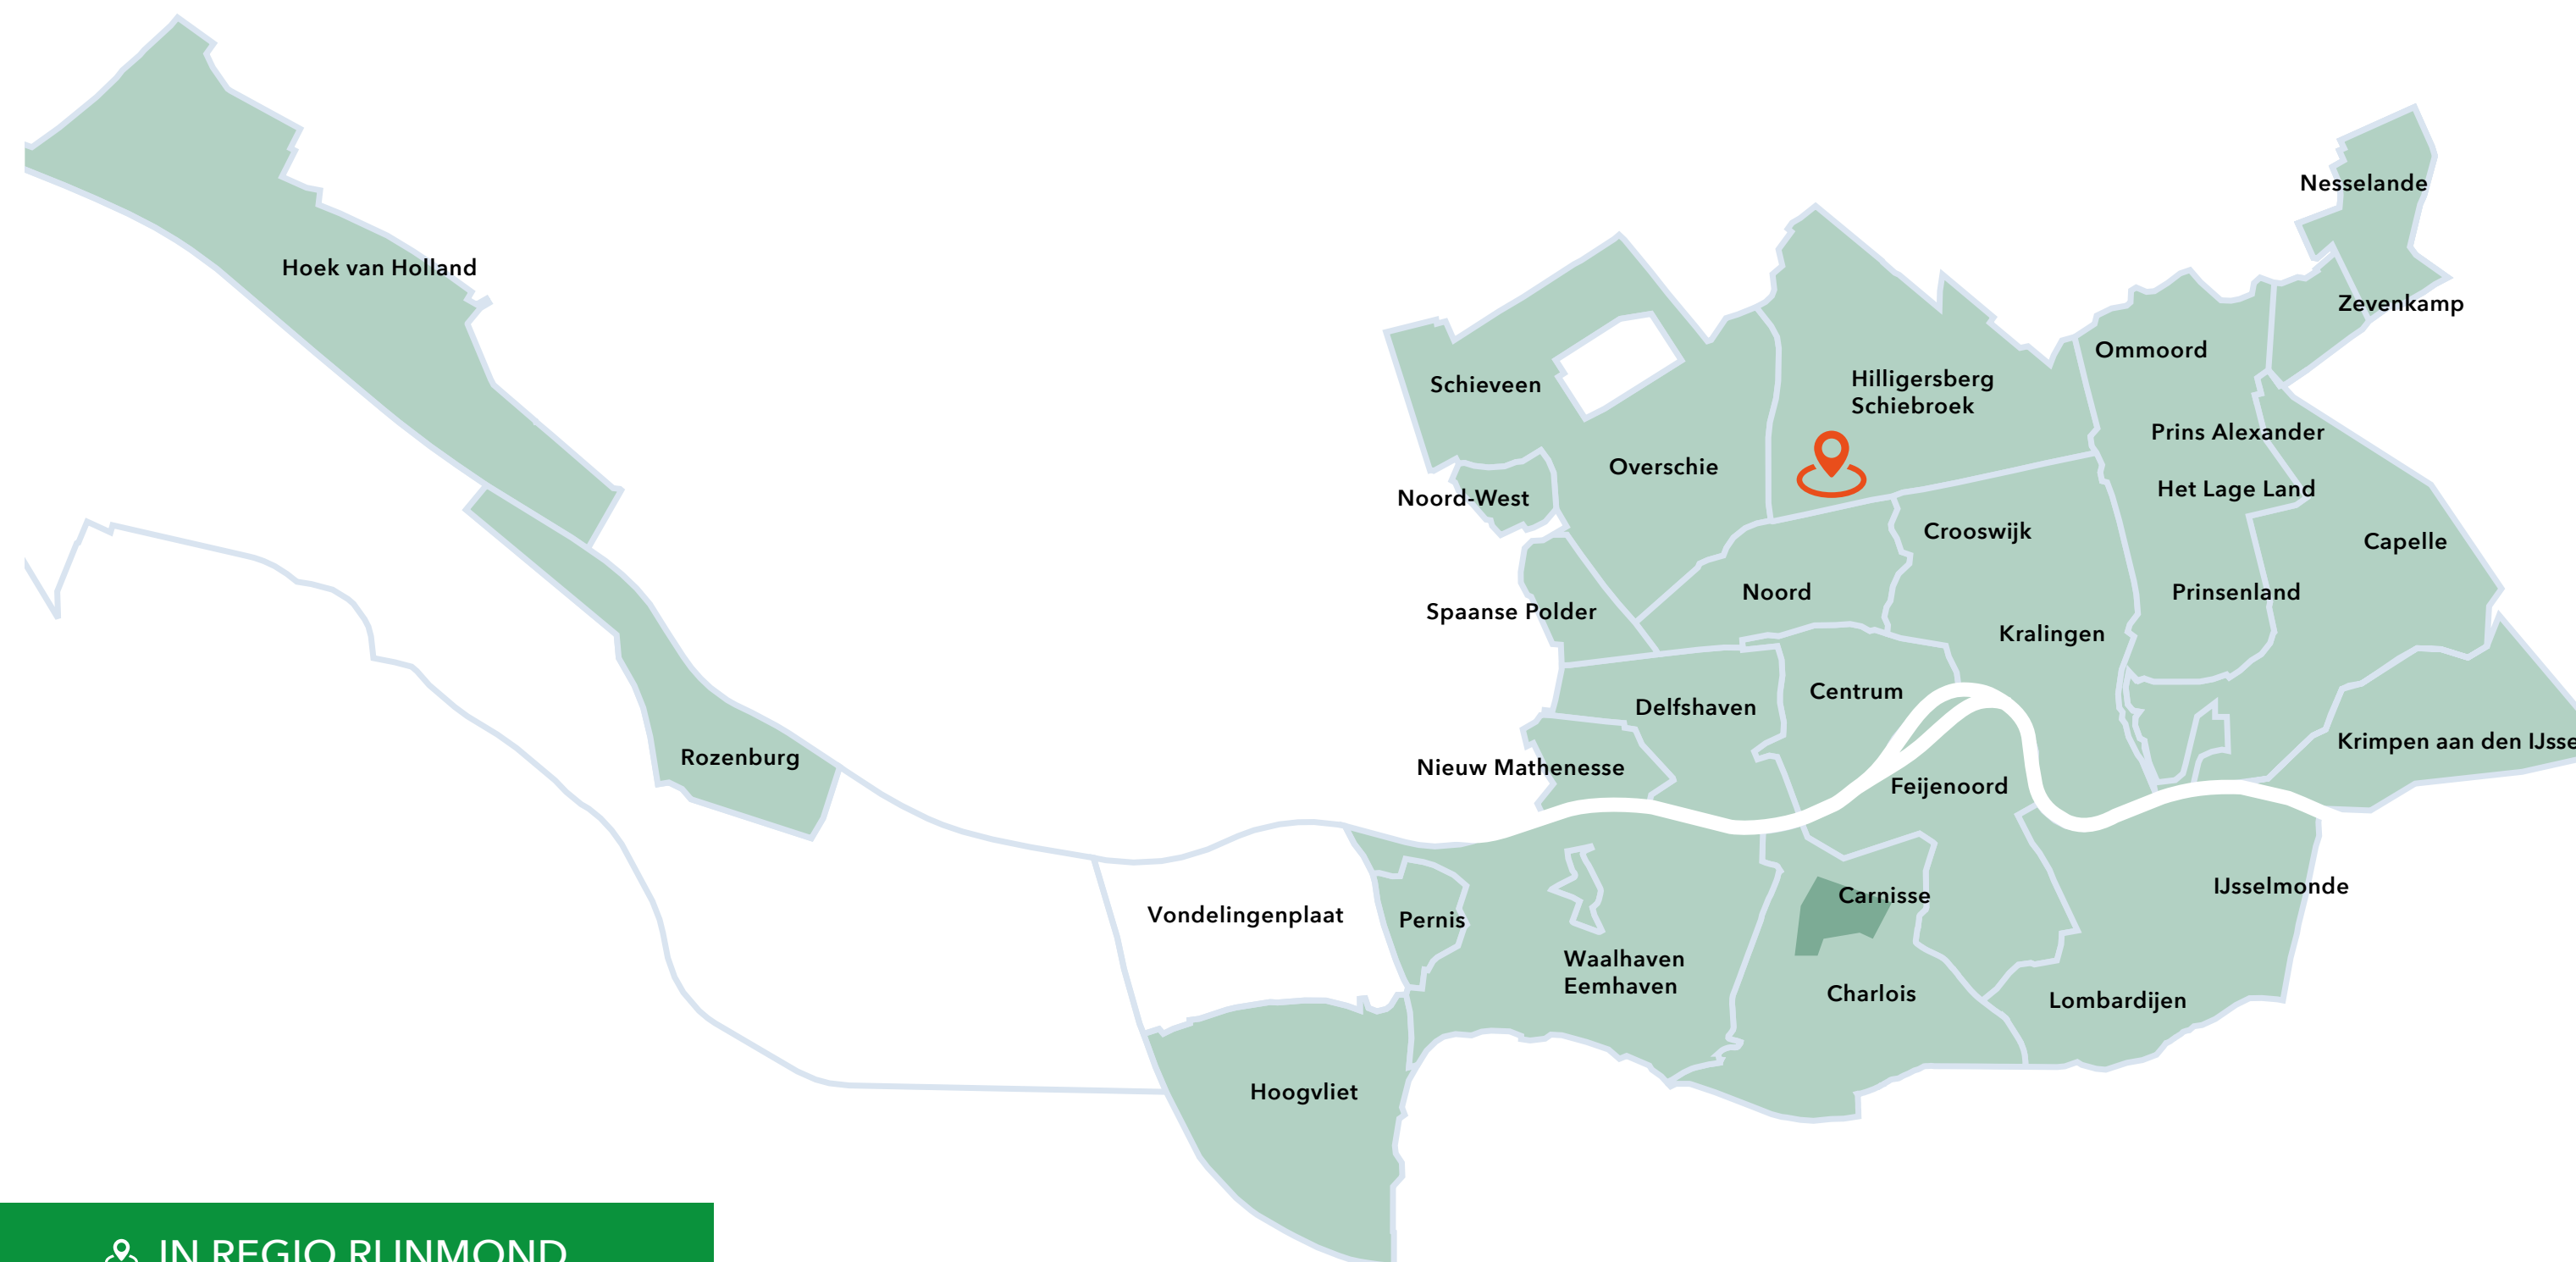 Nesselande
Hoek van Holland
Zevenkamp
Ommoord
Hilligersberg
Schiebroek
Schieveen
Prins Alexander
Overschie
Het Lage Land
Noord-West
Crooswijk
Capelle
Noord
Prinsenland
Spaanse Polder
Kralingen
Centrum
Delfshaven
Krimpen aan den IJsse
Rozenburg
Nieuw Mathenesse
Feijenoord
IJsselmonde
Carnisse
Vondelingenplaat
Pernis
Waalhaven
Eemhaven
Charlois
Lombardijen
Hoogvliet
IN REGIO RIJNMOND